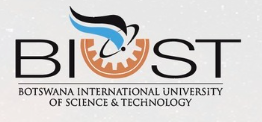 BIUST
BOTSWANA INTERNATIONAL UNIVERSITY
OF SCIENCE & TECHNOLOGY